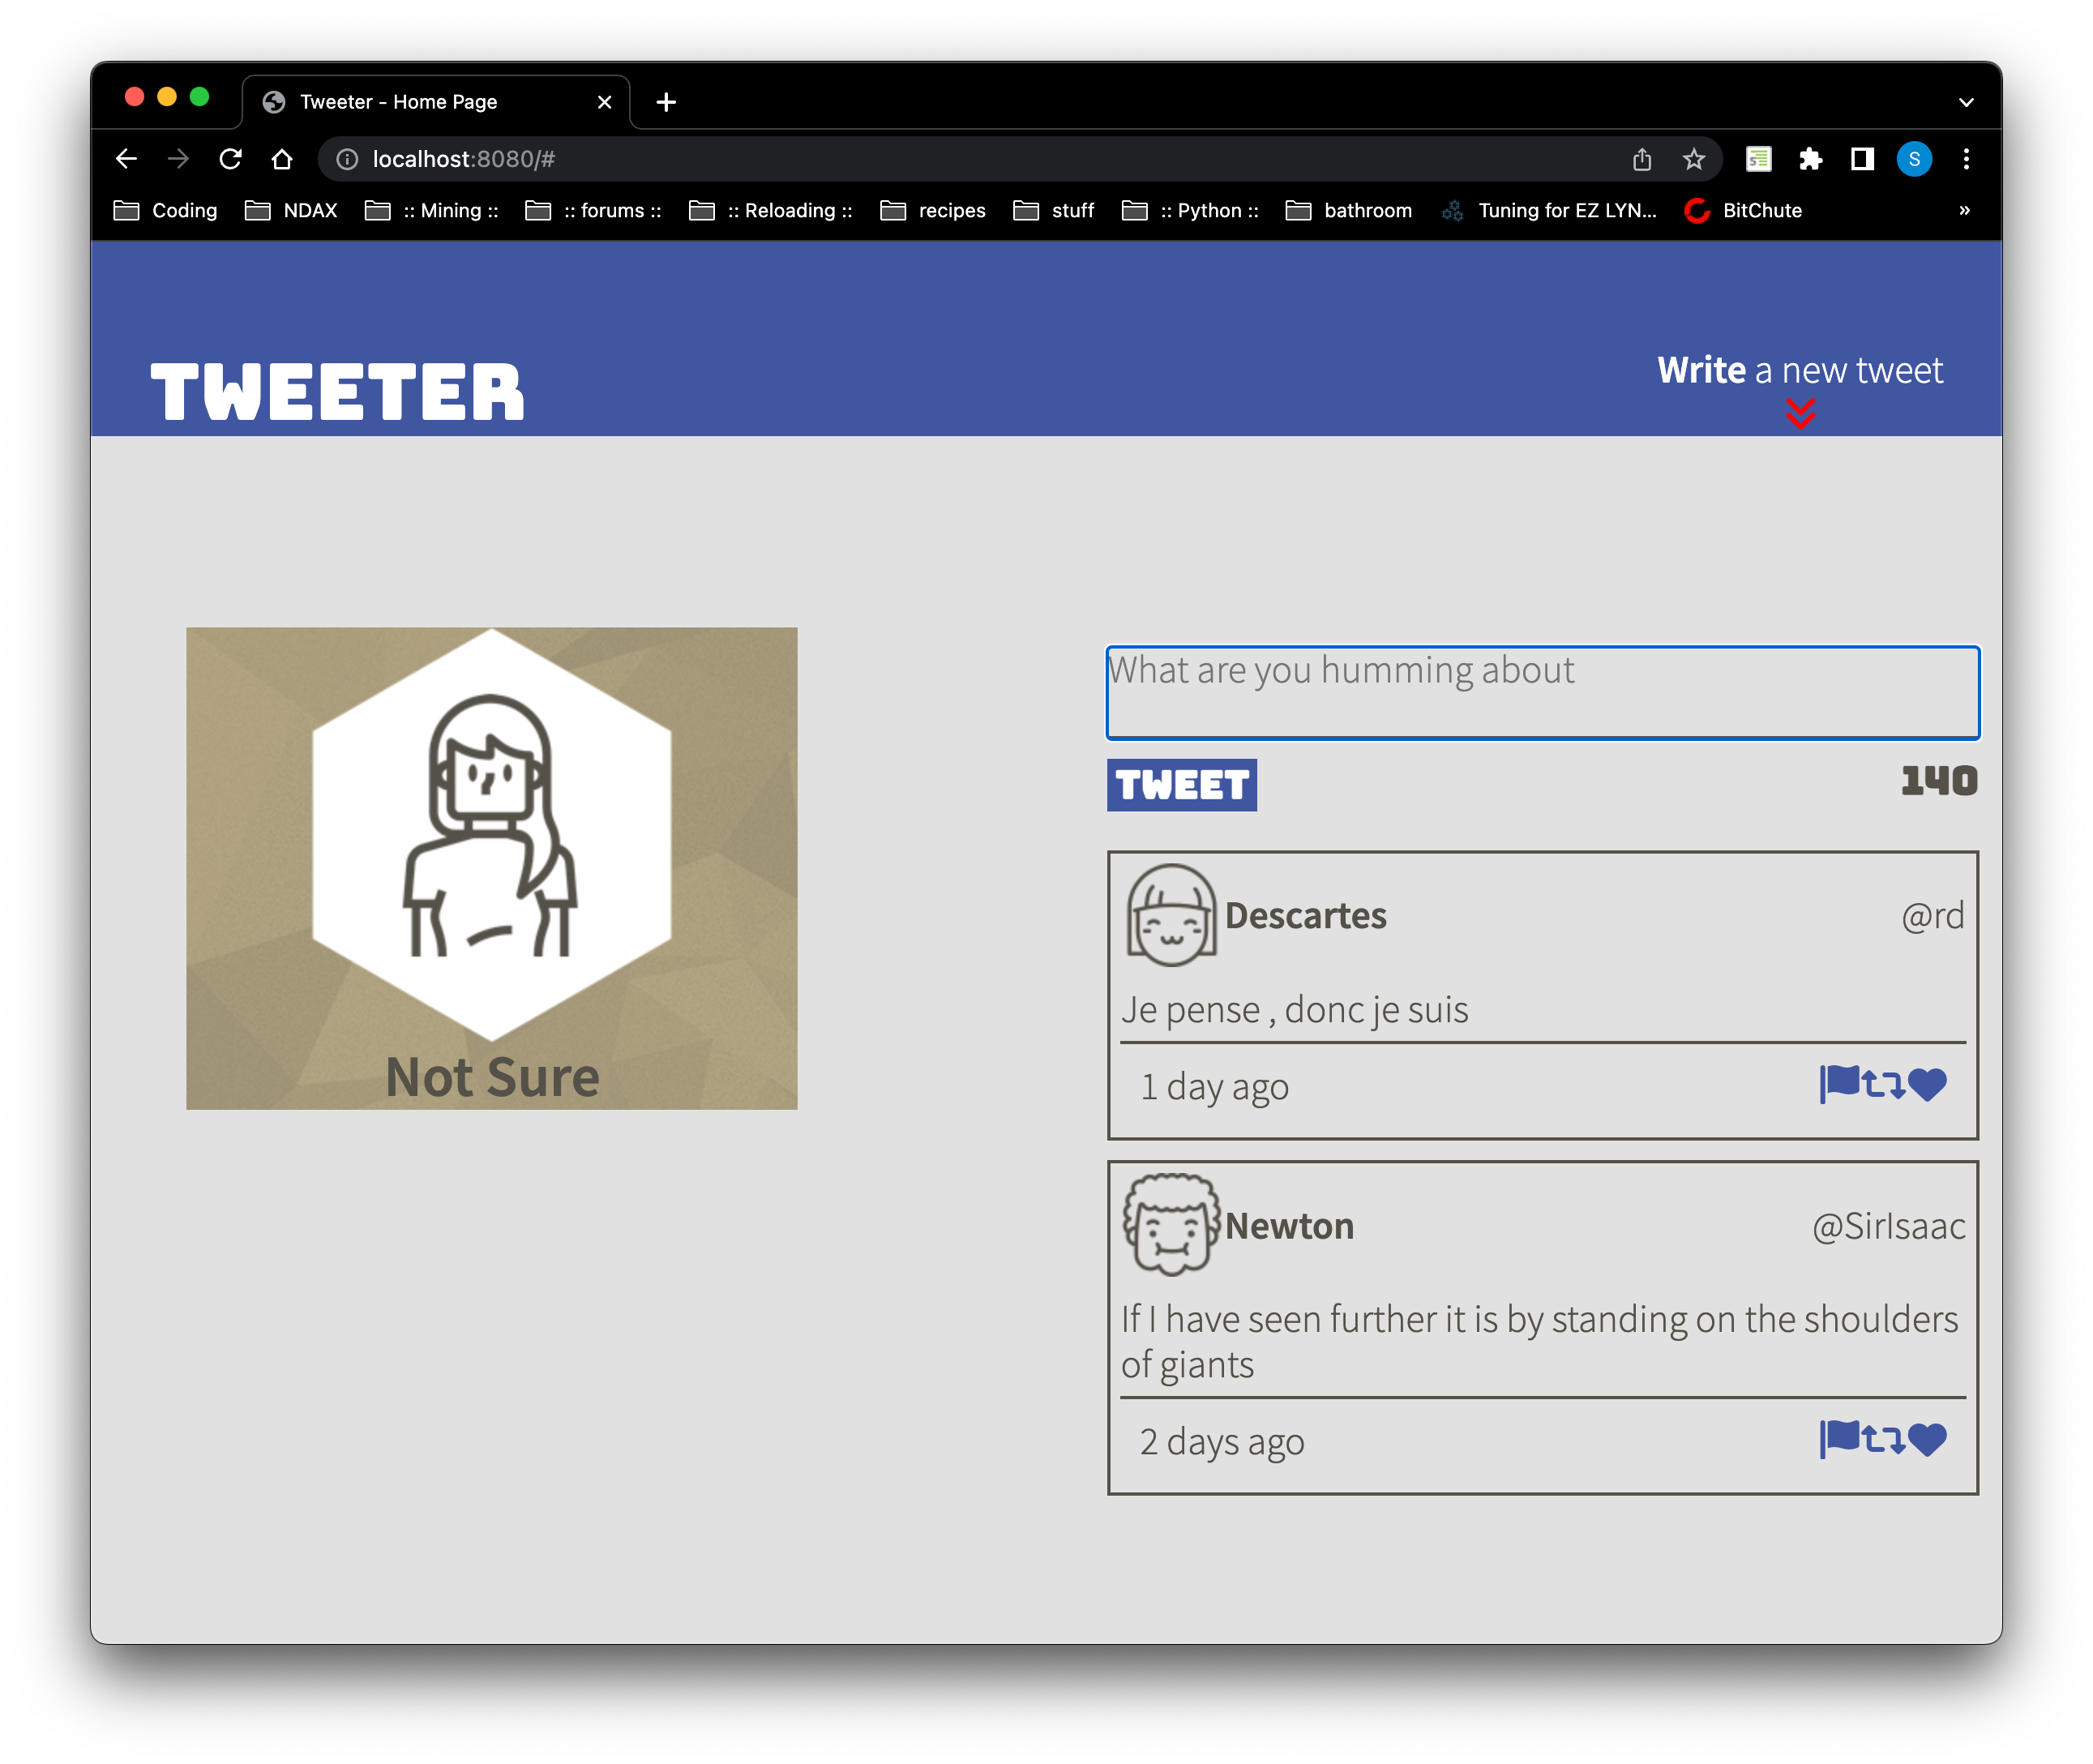 Tweeter - Home Page
localhost:8080/#
S
Coding NDAX :: Mining :: :: forums :: :: Reloading :: recipes stuff :: Python :: bathroom Tuning for EZ LYN... BitChute »
TWEETER
Write a new tweet
Not Sure
What are you humming about
TWEET 140
Descartes @rd
Je pense , donc je suis
1 day ago
Newton @SirIsaac
If I have seen further it is by standing on the shoulders
of giants
2 days ago